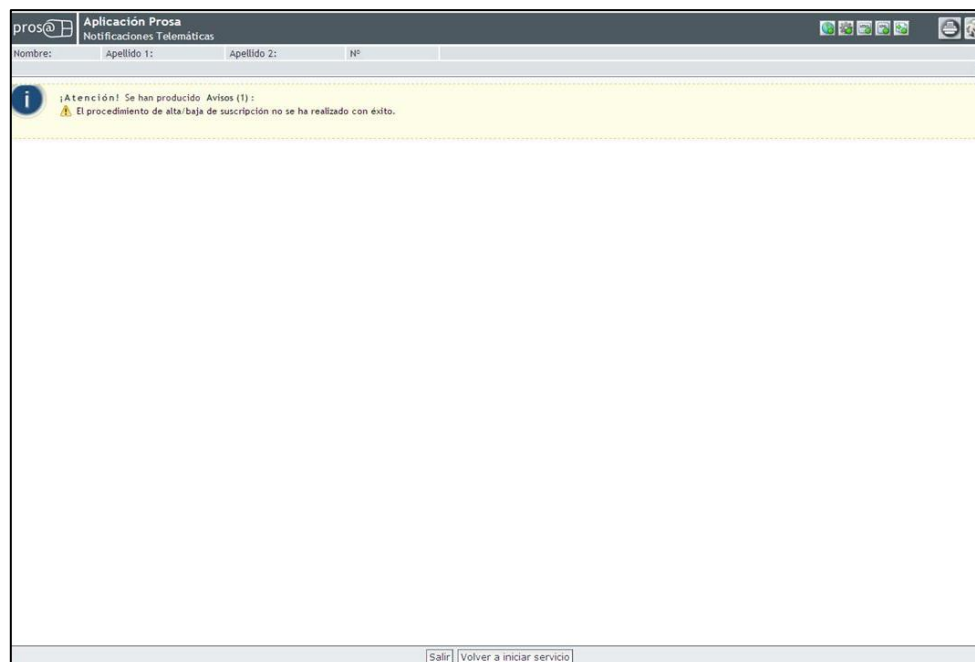 pros@
Aplicación Prosa
Notificaciones Telemáticas
Nombre: Apellido 1: Apellido 2: Nº
i
¡Atención! Se han producido Avisos (1) :
El procedimiento de alta/baja de suscripción no se ha realizado con éxito.
Salir Volver a iniciar servicio